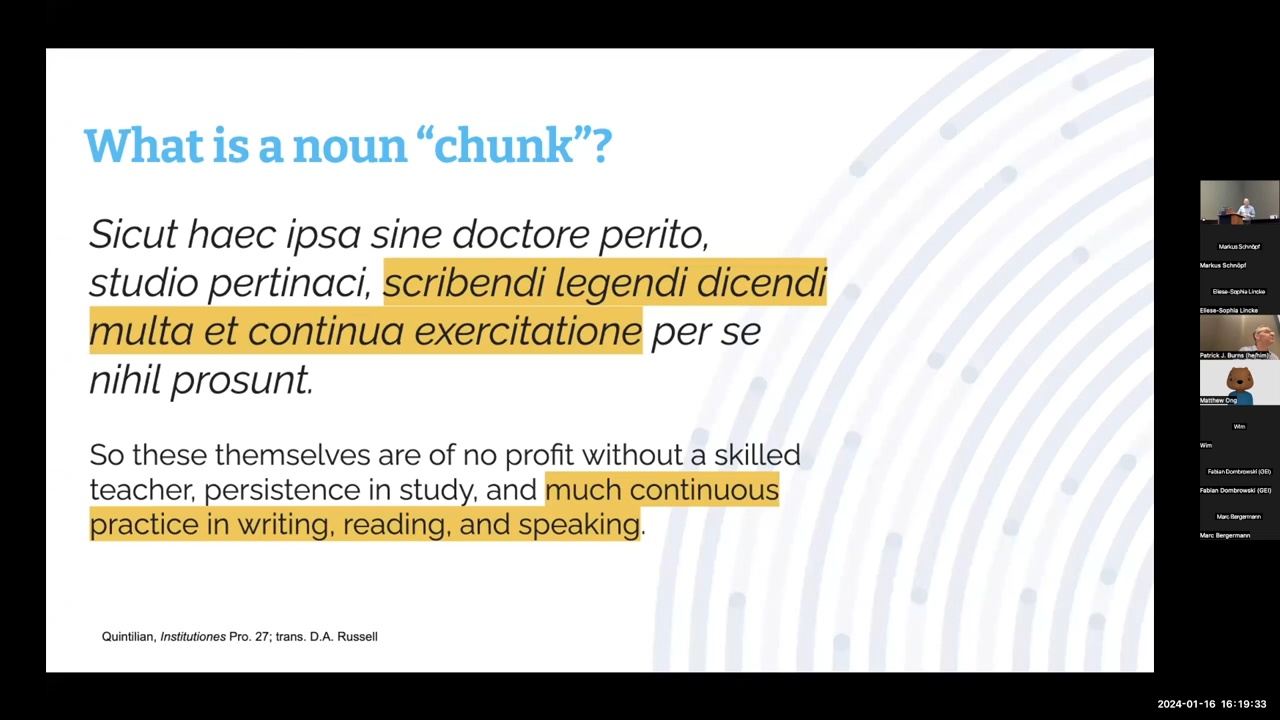 What is a noun “chunk”?
Sicut haec ipsa sine doctore perito,
studio pertinaci, scribendi legendi dicendi
multa et continua exercitatione per se
nihil prosunt.
So these themselves are of no profit without a skilled
teacher, persistence in study, and much continuous
practice in writing, reading, and speaking.
Quintilian, Institutiones Pro. 27; trans. D.A. Russell
Markus Schnöpf
Markus Schnöpf
Eliese-Sophia Lincke
Eliese-Sophia Lincke
Patrick J. Burns (he/him)
Matthew Ong
Wim
Wim
Fabian Dombrowski (GEI)
Fabian Dombrowski (GEI)
Marc Bergermann
Marc Bergermann
2024-01-16 16:19:33